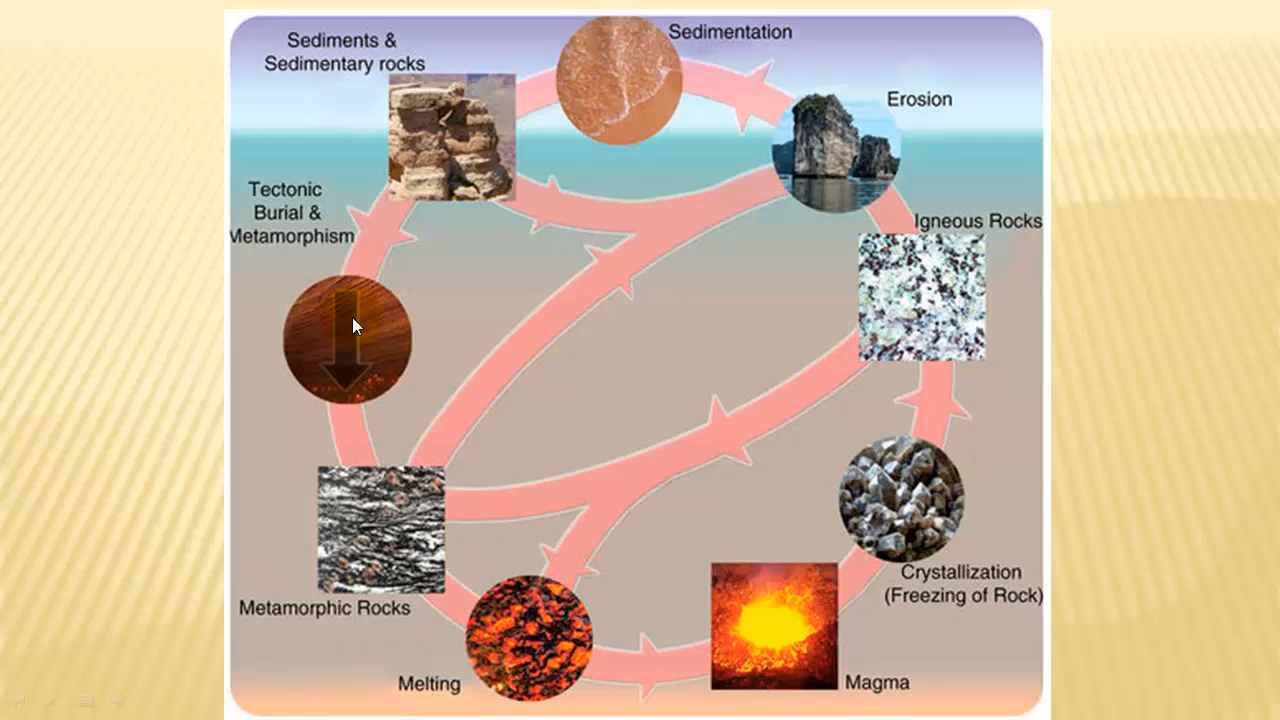 Sediments &
Sedimentary rocks
Sedimentation
Erosion
Tectonic
Burial &
Metamorphism
Igneous Rocks
Crystallization
(Freezing of Rock)
Metamorphic Rocks
Melting
Magma